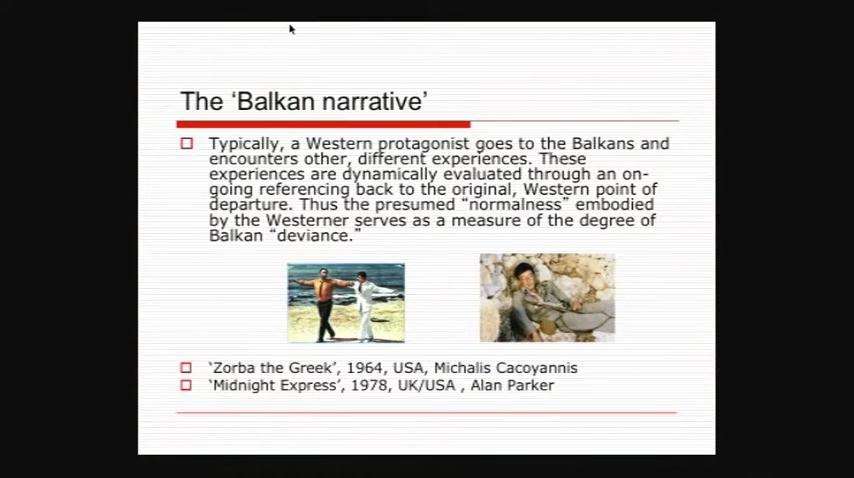 The ‘Balkan narrative’
Typically, a Western protagonist goes to the Balkans and
encounters other, different experiences. These
experiences are dynamically evaluated through an on-
going referencing back to the original, Western point of
departure. Thus the presumed “normalness” embodied
by the Westerner serves as a measure of the degree of
Balkan “deviance.”
‘Zorba the Greek’, 1964, USA, Michalis Cacoyannis
‘Midnight Express’, 1978, UK/USA , Alan Parker